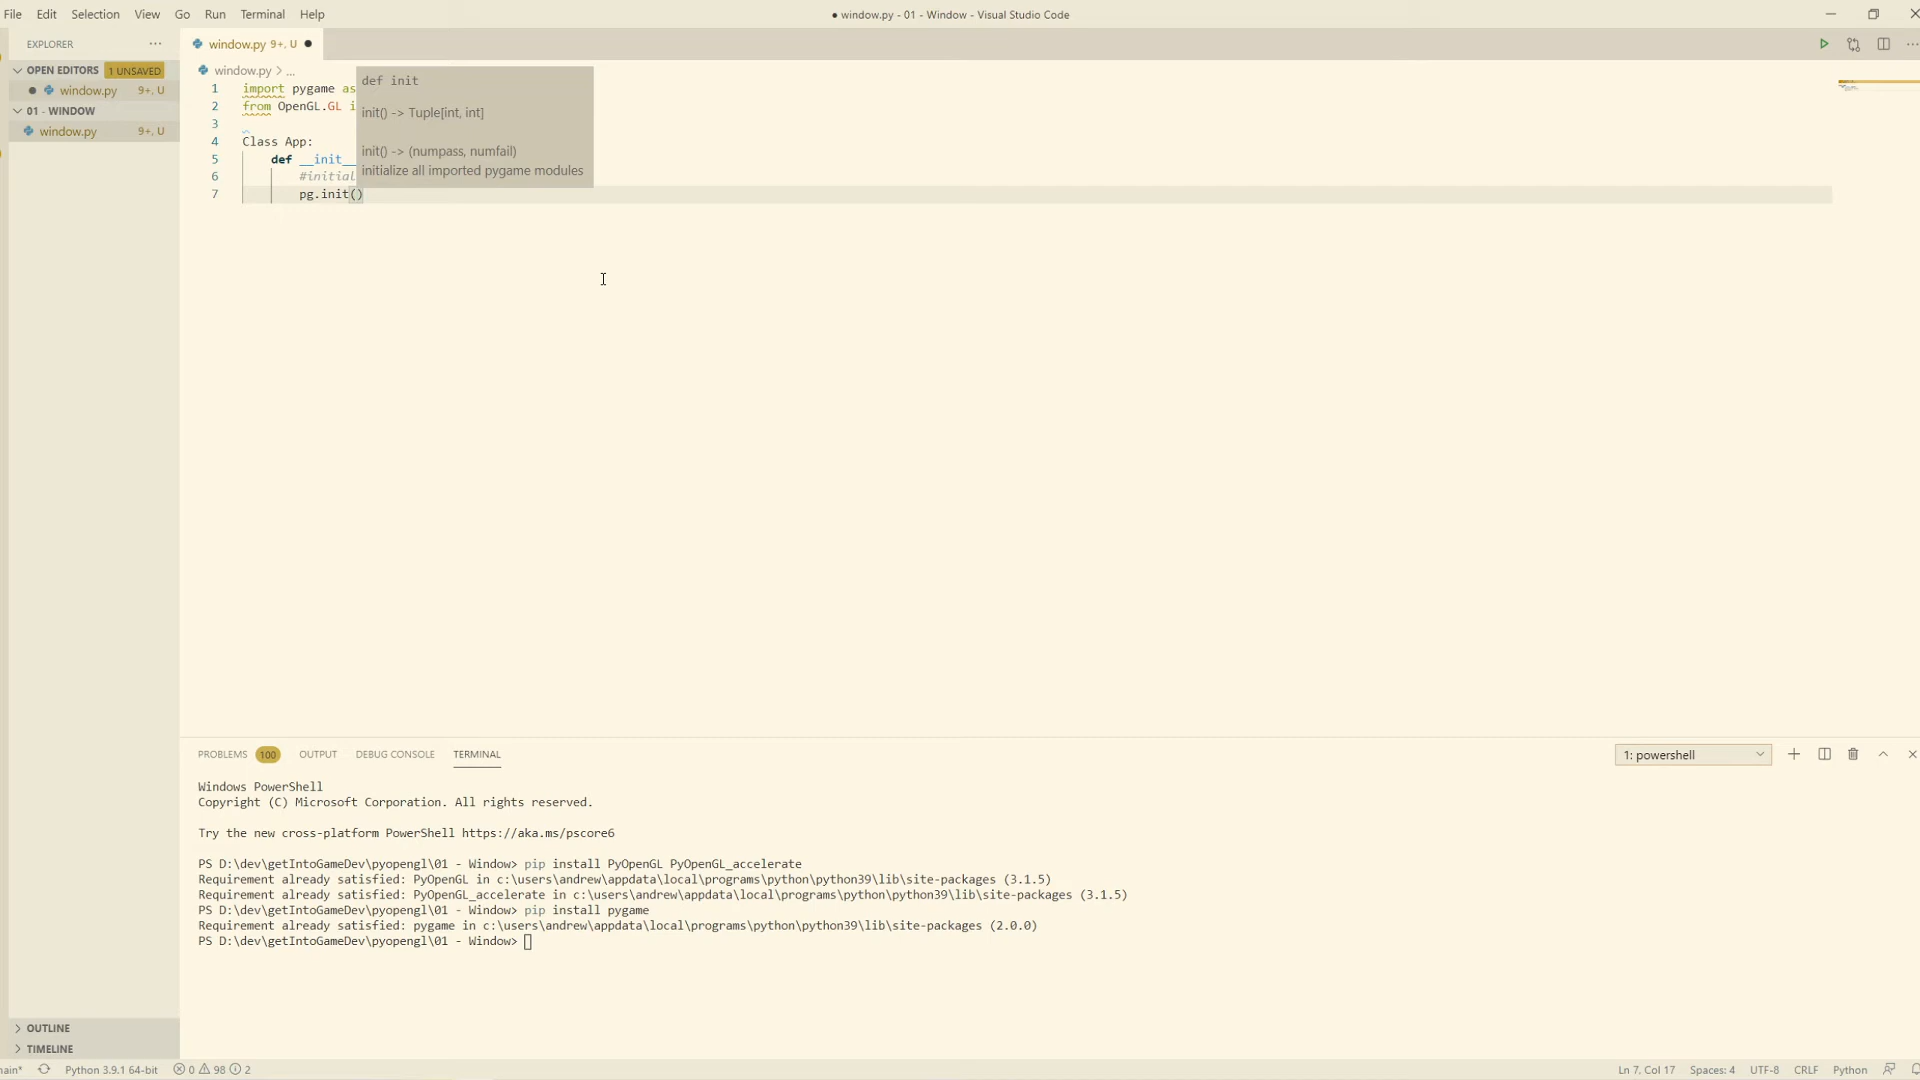 File Edit Selection View Go Run Terminal Help
● window.py - 01 - Window - Visual Studio Code
EXPLORER
window.py 9+, U
OPEN EDITORS 1 UNSAVED
window.py 9+, U
01 - WINDOW
window.py 9+, U
window.py > ...
1 import pygame as
2 from OpenGL.GL i
3
4 Class App:
5 def __init__
6 #initial
7 pg.init()
def init
init() -> Tuple[int, int]
init() -> (numpass, numfail)
initialize all imported pygame modules
PROBLEMS 100 OUTPUT DEBUG CONSOLE TERMINAL
1: powershell
Windows PowerShell
Copyright (C) Microsoft Corporation. All rights reserved.
Try the new cross-platform PowerShell https://aka.ms/pscore6
PS D:\dev\getIntoGameDev\pyopengl\01 - Window> pip install PyOpenGL PyOpenGL_accelerate
Requirement already satisfied: PyOpenGL in c:\users\andrew\appdata\local\programs\python\python39\lib\site-packages (3.1.5)
Requirement already satisfied: PyOpenGL_accelerate in c:\users\andrew\appdata\local\programs\python\python39\lib\site-packages (3.1.5)
PS D:\dev\getIntoGameDev\pyopengl\01 - Window> pip install pygame
Requirement already satisfied: pygame in c:\users\andrew\appdata\local\programs\python\python39\lib\site-packages (2.0.0)
PS D:\dev\getIntoGameDev\pyopengl\01 - Window>
OUTLINE
TIMELINE
nain* Python 3.9.1 64-bit 0 98 2
Ln 7, Col 17 Spaces: 4 UTF-8 CRLF Python